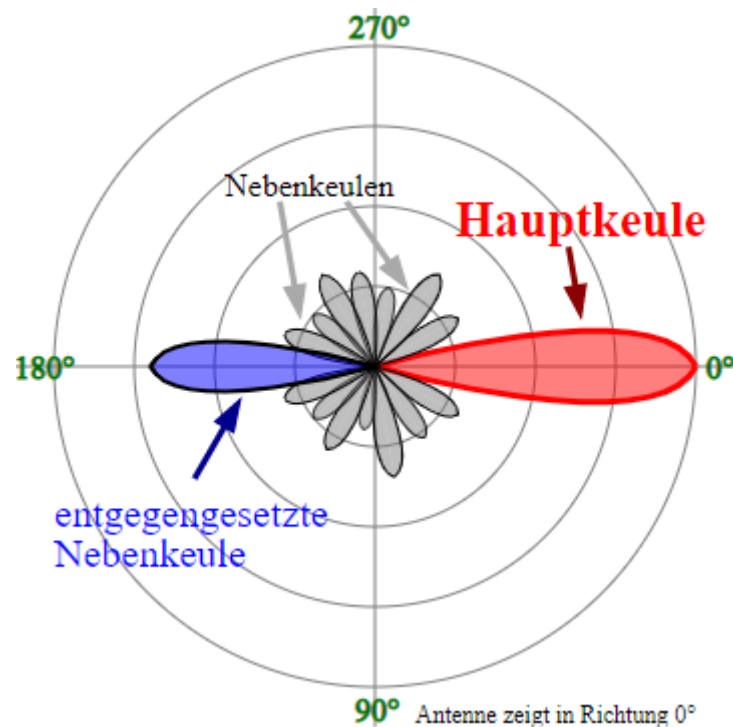 270°
Nebenkeulen
Hauptkeule
180°
0°
entgegengesetzte
Nebenkeule
90°
Antenne zeigt in Richtung 0°